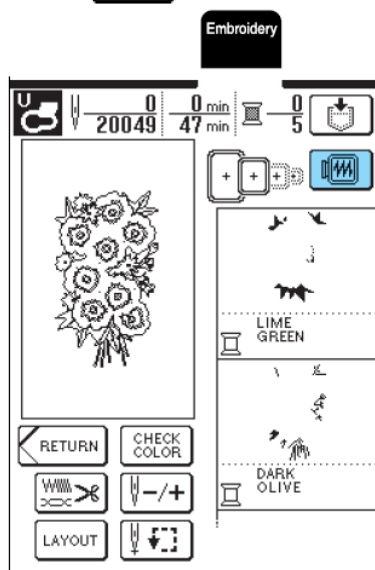 Embroidery
U
0
20049
0 min
47 min
0
5
LIME
GREEN
DARK
OLIVE
RETURN
CHECK
COLOR
-/+
LAYOUT